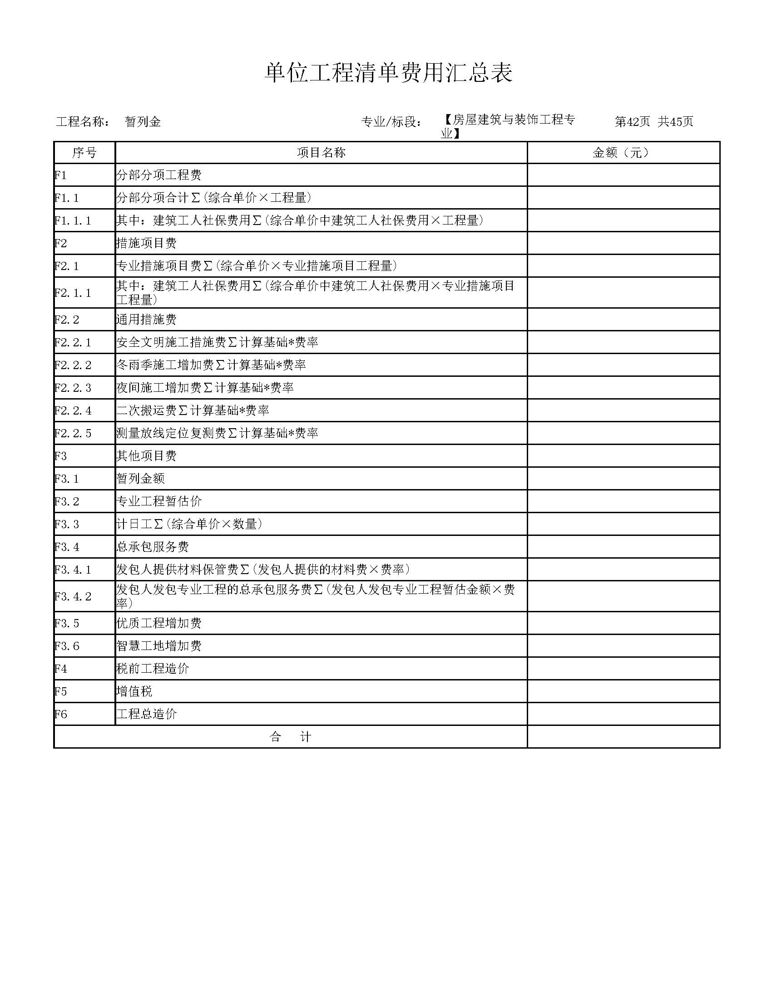 单位工程清单费用汇总表
工程名称： 暂列金 专业/标段： 【房屋建筑与装饰工程专 第42页 共45页
业】
序号 项目名称 金额（元）
F1 分部分项工程费
F1.1 分部分项合计∑(综合单价×工程量)
F1.1.1 其中：建筑工人社保费用∑(综合单价中建筑工人社保费用×工程量)
F2 措施项目费
F2.1 专业措施项目费∑(综合单价×专业措施项目工程量)
F2.1.1 其中：建筑工人社保费用∑(综合单价中建筑工人社保费用×专业措施项目
工程量)
F2.2 通用措施费
F2.2.1 安全文明施工措施费∑计算基础*费率
F2.2.2 冬雨季施工增加费∑计算基础*费率
F2.2.3 夜间施工增加费∑计算基础*费率
F2.2.4 二次搬运费∑计算基础*费率
F2.2.5 测量放线定位复测费∑计算基础*费率
F3 其他项目费
F3.1 暂列金额
F3.2 专业工程暂估价
F3.3 计日工∑(综合单价×数量)
F3.4 总承包服务费
F3.4.1 发包人提供材料保管费∑(发包人提供的材料费×费率)
F3.4.2 发包人发包专业工程的总承包服务费∑(发包人发包专业工程暂估金额×费
率)
F3.5 优质工程增加费
F3.6 智慧工地增加费
F4 税前工程造价
F5 增值税
F6 工程总造价
合 计